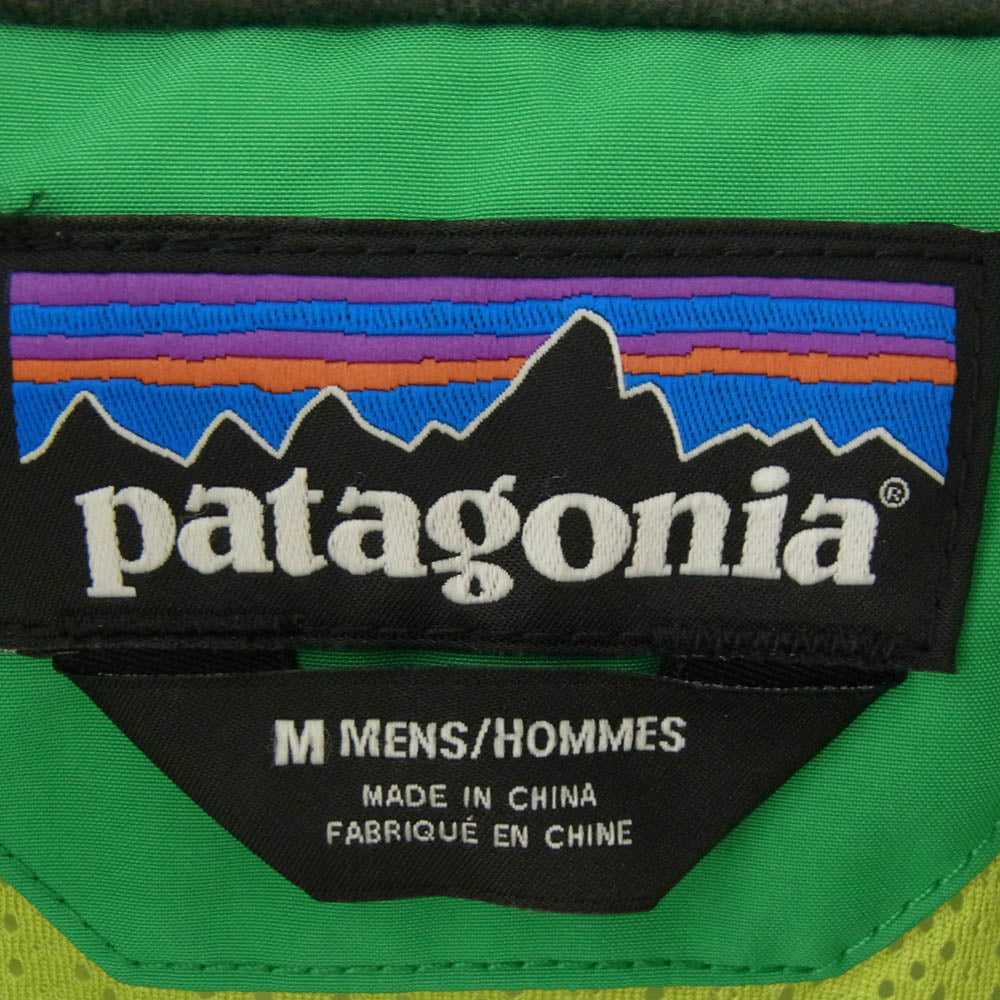 patagonia®
M MENS/HOMMES
MADE IN CHINA
FABRIQUÉ EN CHINE